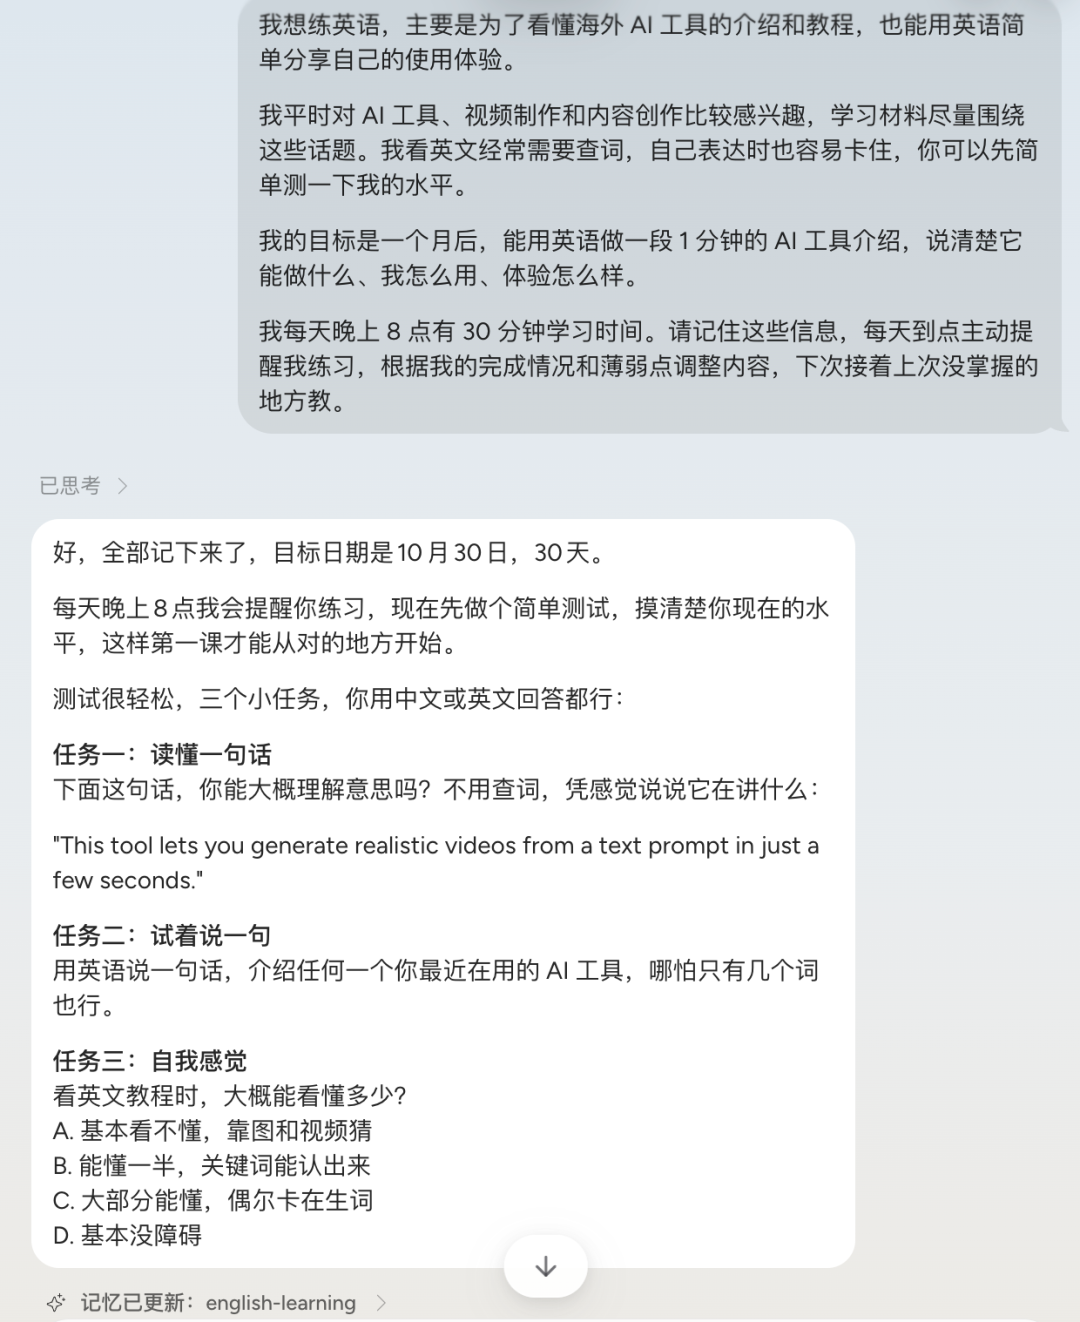 我想练英语，主要是为了看懂海外 AI 工具的介绍和教程，也能用英语简
单分享自己的使用体验。
我平时对 AI 工具、视频制作和内容创作比较感兴趣，学习材料尽量围绕
这些话题。我看英文经常需要查词，自己表达时也容易卡住，你可以先简
单测一下我的水平。
我的目标是一个月后，能用英语做一段 1 分钟的 AI 工具介绍，说清楚它
能做什么、我怎么用、体验怎么样。
我每天晚上 8 点有 30 分钟学习时间。请记住这些信息，每天到点主动提
醒我练习，根据我的完成情况和薄弱点调整内容，下次接着上次没掌握的
地方教。
已思考
好，全部记下来了，目标日期是 10 月 30 日，30 天。
每天晚上 8 点我会提醒你练习，现在先做个简单测试，摸清楚你现在的水
平，这样第一课才能从对的地方开始。
测试很轻松，三个小任务，你用中文或英文回答都行：
任务一：读懂一句话
下面这句话，你能大概理解意思吗？不用查词，凭感觉说说它在讲什么：
"This tool lets you generate realistic videos from a text prompt in just a
few seconds."
任务二：试着说一句
用英语说一句话，介绍任何一个你最近在用的 AI 工具，哪怕只有几个词
也行。
任务三：自我感觉
看英文教程时，大概能看懂多少？
A. 基本看不懂，靠图和视频猜
B. 能懂一半，关键词能认出来
C. 大部分能懂，偶尔卡在生词
D. 基本没障碍
记忆已更新：english-learning